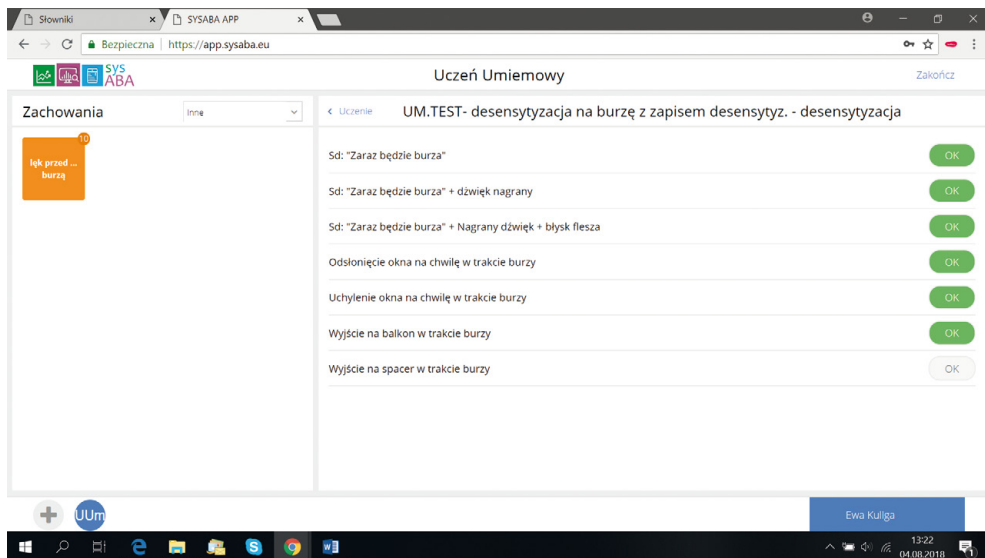 Słowniki
SYSABA APP
Bezpieczna
https://app.sysaba.eu
sys
ABA
Uczeń Umiemowy
Zakończ
Zachowania
Inne
Uczenie
UM.TEST- desensytyzacja na burzę z zapisem desensytyz. - desensytyzacja
10
lęk przed ...
burzą
Sd: "Zaraz będzie burza"
OK
Sd: "Zaraz będzie burza" + dźwięk nagrany
OK
Sd: "Zaraz będzie burza" + Nagrany dźwięk + błysk flesza
OK
Odsłonięcie okna na chwilę w trakcie burzy
OK
Uchylenie okna na chwilę w trakcie burzy
OK
Wyjście na balkon w trakcie burzy
OK
Wyjście na spacer w trakcie burzy
OK
UUm
Ewa Kuliga
13:22
04.08.2018